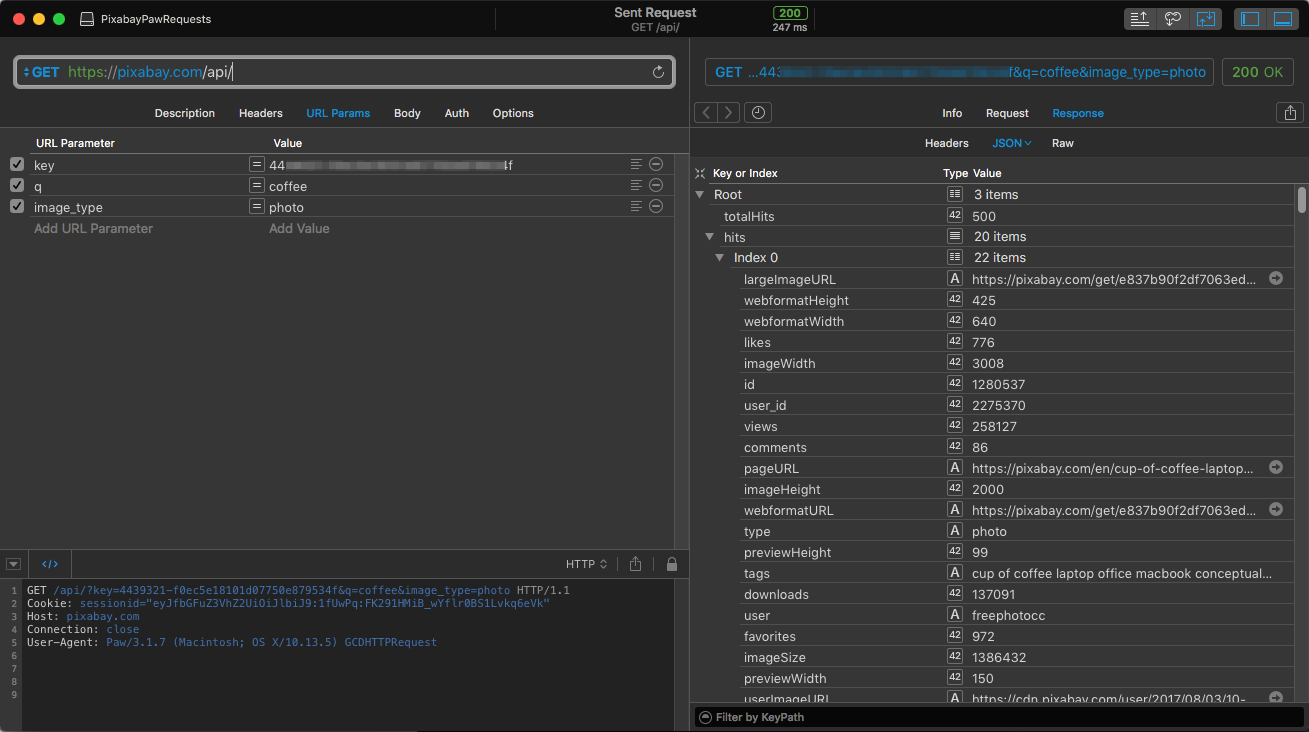 PixabayPawRequests
Sent Request
GET /api/
200
247 ms
GET https://pixabay.com/api/
Description Headers URL Params Body Auth Options
URL Parameter Value
key = 44 4f
q = coffee
image_type = photo
Add URL Parameter Add Value
</> HTTP
1 GET /api/?key=4439321-f0ec5e18101d07750e879534ff&q=coffee&image_type=photo HTTP/1.1
2 Cookie: sessionid="eyJfbGFuZ3VhZ2UiOiJlbiJ9:1fUwPq:FK291HMiB_wYflr0BS1Lvkq6eVk"
3 Host: pixabay.com
4 Connection: close
5 User-Agent: Paw/3.1.7 (Macintosh; OS X/10.13.5) GCDHTTPRequest
6
7
8
9
GET ...443 f&q=coffee&image_type=photo 200 OK
Info Request Response
Headers JSON Raw
Key or Index Type Value
Root 3 items
totalHits 42 500
hits 20 items
Index 0 22 items
largeImageURL A https://pixabay.com/get/e837b90f2df7063ed...
webformatHeight 42 425
webformatWidth 42 640
likes 42 776
imageWidth 42 3008
id 42 1280537
user_id 42 2275370
views 42 258127
comments 42 86
pageURL A https://pixabay.com/en/cup-of-coffee-laptop...
imageHeight 42 2000
webformatURL A https://pixabay.com/get/e837b90f2df7063ed...
type A photo
previewHeight 42 99
tags A cup of coffee laptop office macbook conceptual...
downloads 42 137091
user A freephotocc
favorites 42 972
imageSize 42 1386432
previewWidth 42 150
userImageURL A https://cdn.pixabay.com/user/2017/08/03/10-
Filter by KeyPath